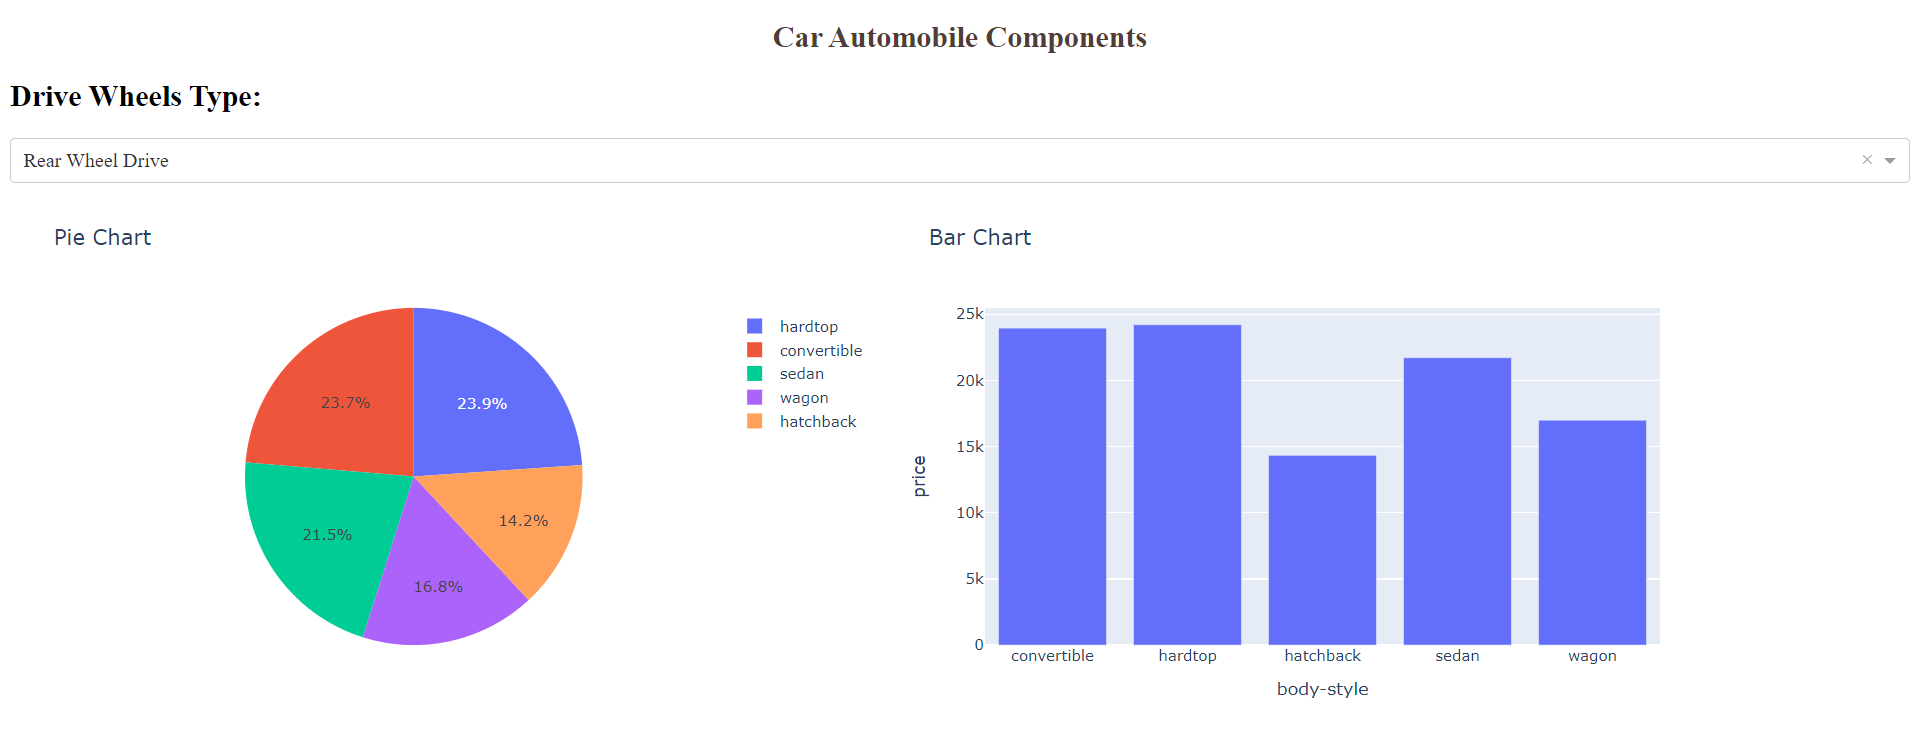 Car Automobile Components
Drive Wheels Type:
Rear Wheel Drive
×
Pie Chart
23.7%
23.9%
14.2%
21.5%
16.8%
hardtop
convertible
sedan
wagon
hatchback
Bar Chart
25k
20k
15k
10k
5k
0
price
convertible
hardtop
hatchback
sedan
wagon
body-style